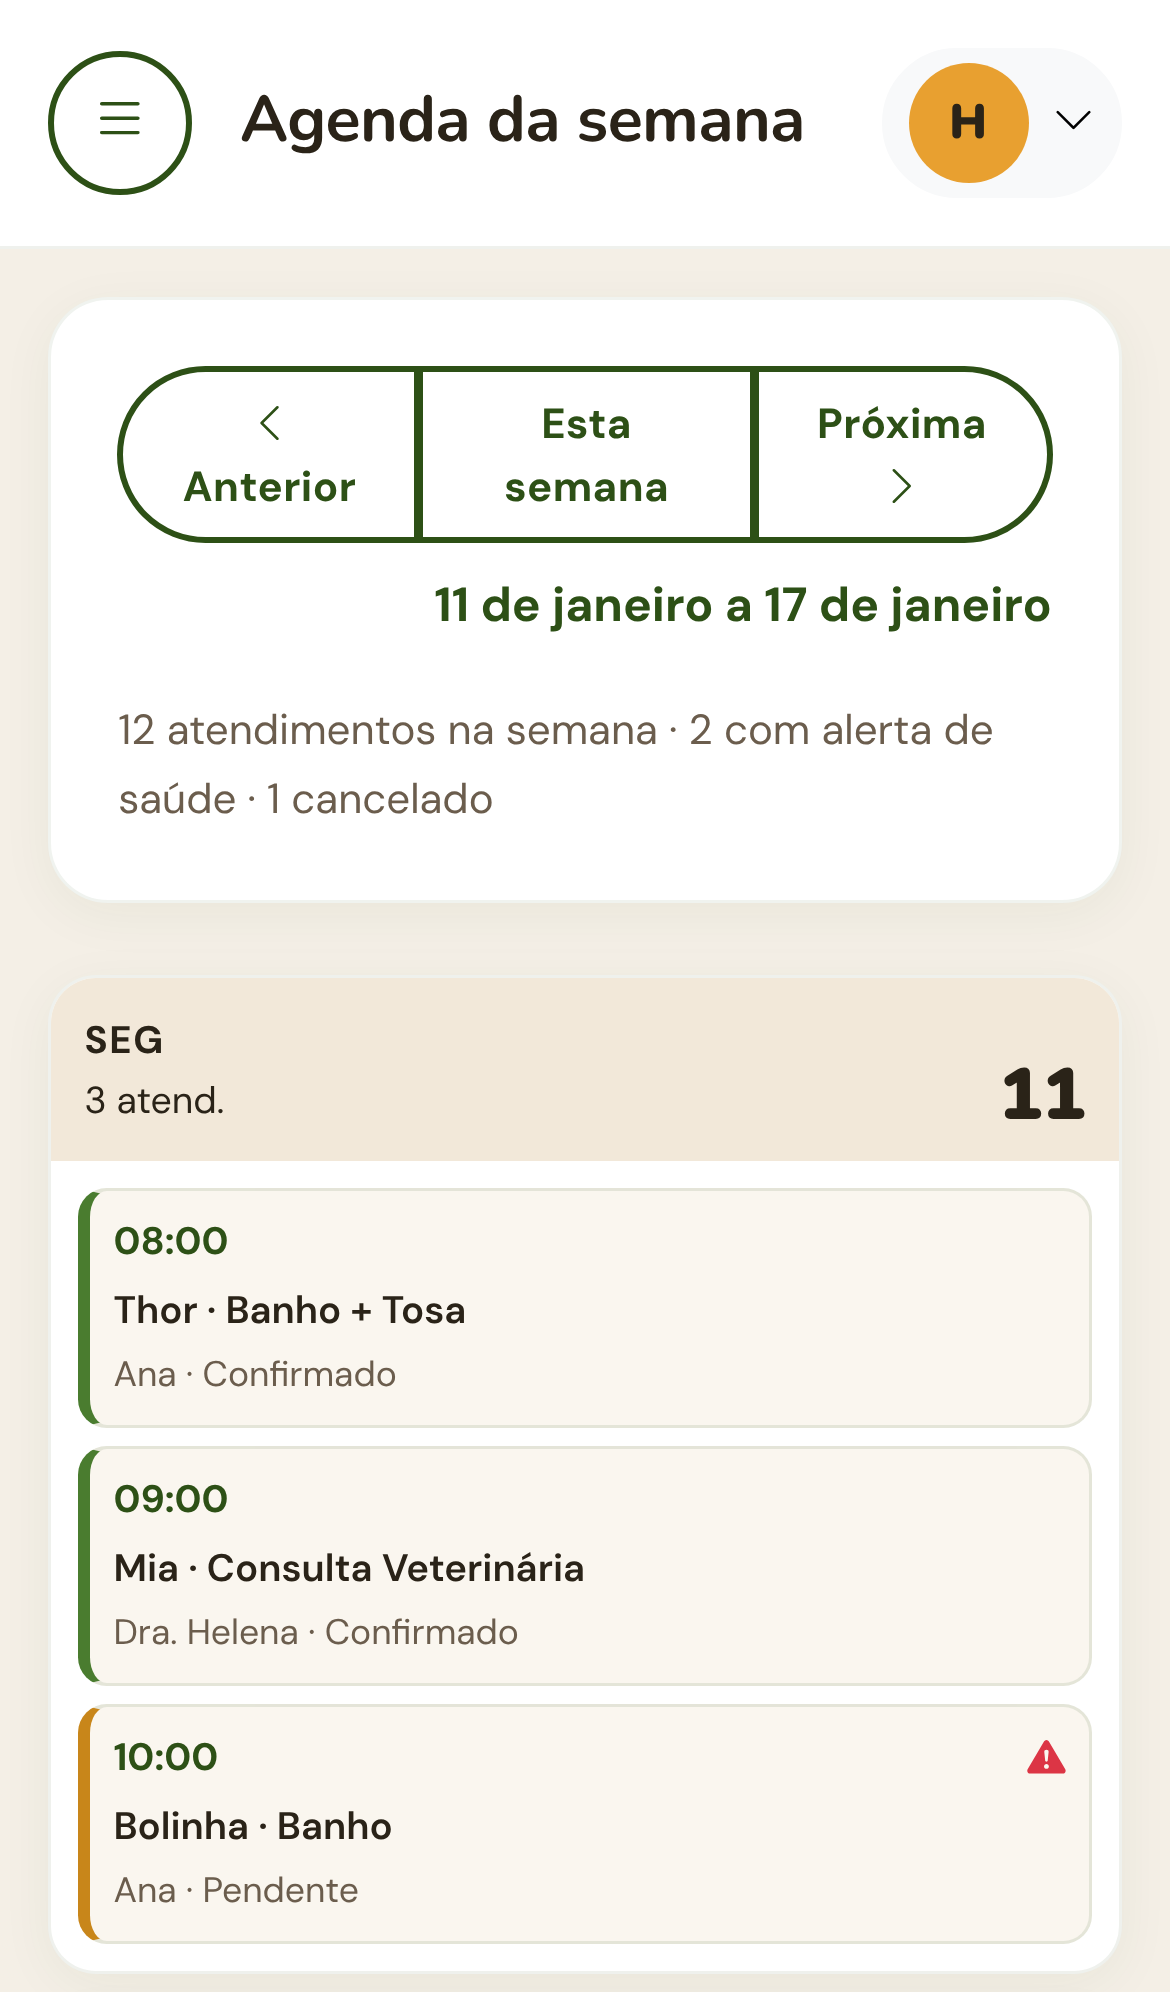 Agenda da semana
H
Anterior
Esta
semana
Próxima
11 de janeiro a 17 de janeiro
12 atendimentos na semana · 2 com alerta de
saúde · 1 cancelado
SEG
3 atend.
11
08:00
Thor · Banho + Tosa
Ana · Confirmado
09:00
Mia · Consulta Veterinária
Dra. Helena · Confirmado
10:00
Bolinha · Banho
Ana · Pendente